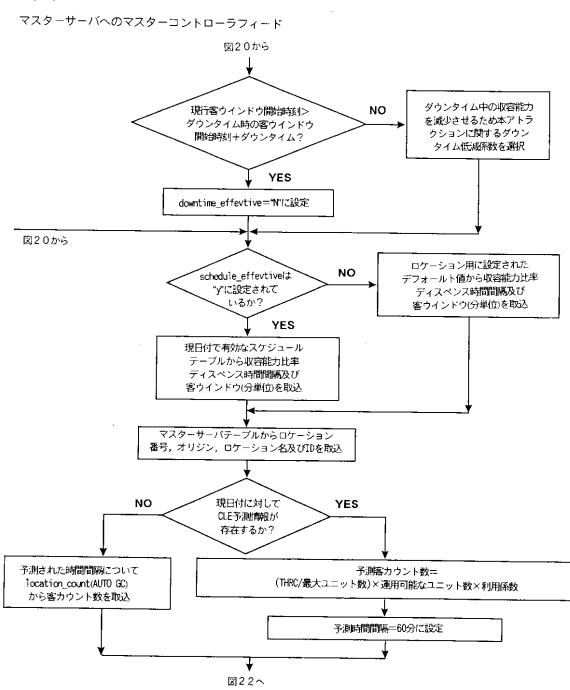 マスターサーバへのマスターコントローラフィード
図20から
現行客ウインドウ開始時刻>
ダウンタイム時の客ウインドウ
開始時刻+ダウンタイム?
NO
ダウンタイム中の収容能力
を減少させるため本アトラ
クションに関するダウン
タイム低減係数を選択
YES
downtime_effevtive="N"に設定
図20から
schedule_effevtiveは
"y"に設定されて
いるか?
NO
ロケーション用に設定された
デフォールト値から収容能力比率
ディスペンス時間間隔及び
客ウインドウ(分単位)を取込
YES
現日付で有効なスケジュール
テーブルから収容能力比率
ディスペンス時間間隔及び
客ウインドウ(分単位)を取込
マスターサーバテーブルからロケーション
番号,オリジン,ロケーション名及びIDを取込
現日付に対して
CLE予測情報が
存在するか?
NO
YES
予測された時間間隔について
location_count(AUTO GC)
から客カウント数を取込
予測客カウント数=
(THRC/最大ユニット数)×運用可能なユニット数×利用係数
予測時間間隔=60分に設定
図22へ